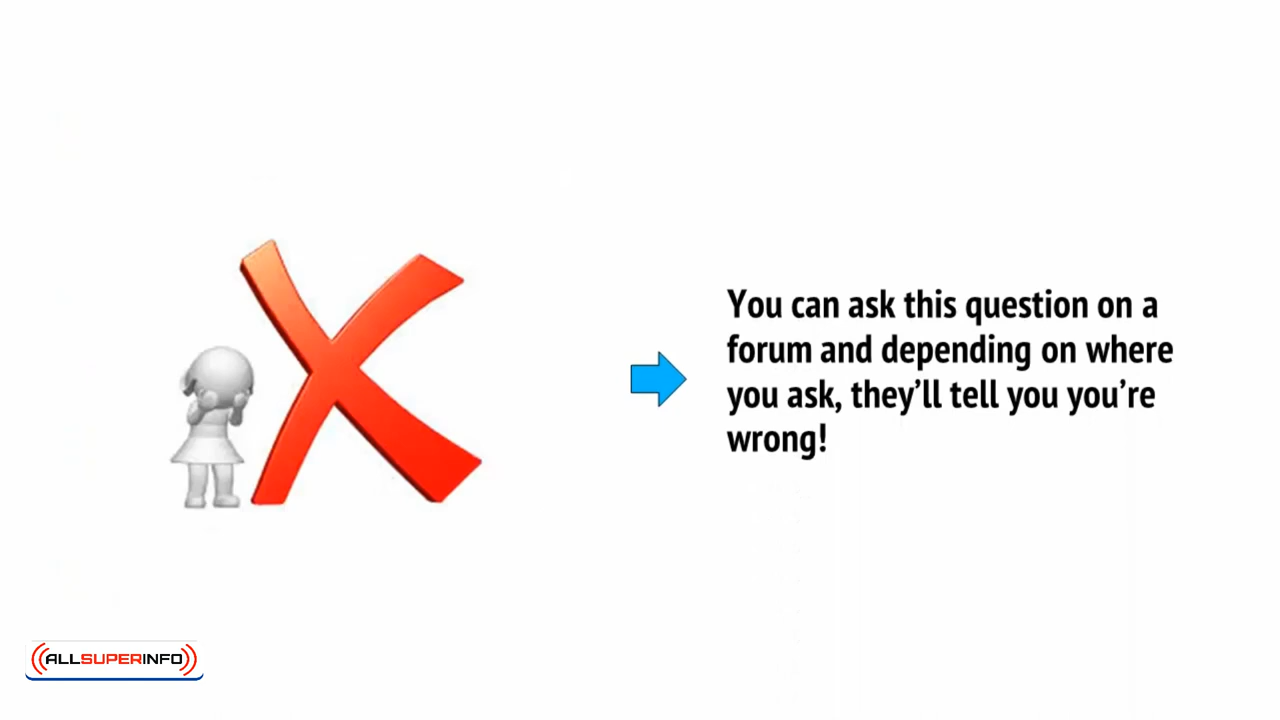 You can ask this question on a
forum and depending on where
you ask, they’ll tell you you’re
wrong!
ALLSUPERINFO